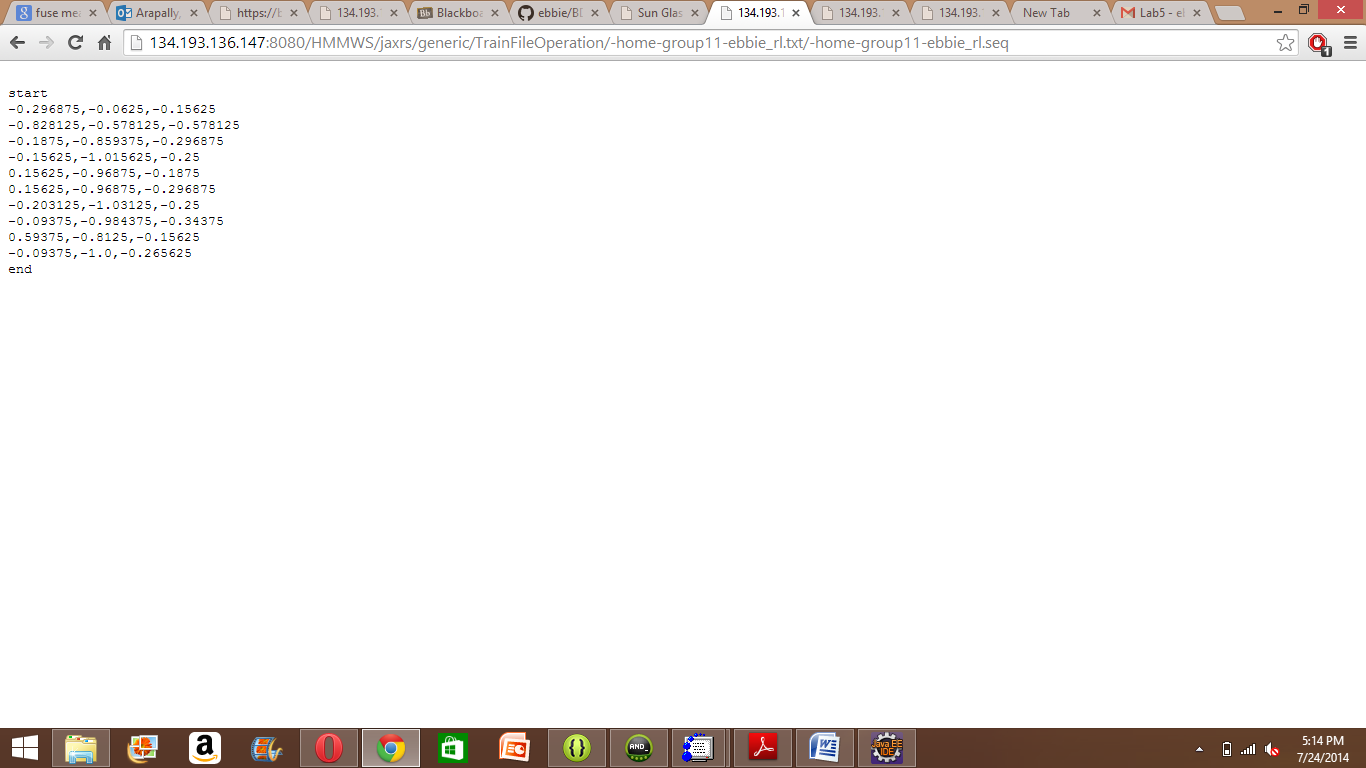 fuse mea
Arapally,
https://b
134.193.
Blackboa
ebbie/BI
Sun Glas
134.193.1
134.193.
134.193.
New Tab
Lab5 - el
134.193.136.147:8080/HMMWS/jaxrs/generic/TrainFileOperation/-home-group11-ebbie_rl.txt/-home-group11-ebbie_rl.seq
1
start
-0.296875,-0.0625,-0.15625
-0.828125,-0.578125,-0.578125
-0.1875,-0.859375,-0.296875
-0.15625,-1.015625,-0.25
0.15625,-0.96875,-0.1875
0.15625,-0.96875,-0.296875
-0.203125,-1.03125,-0.25
-0.09375,-0.984375,-0.34375
0.59375,-0.8125,-0.15625
-0.09375,-1.0,-0.265625
end
5:14 PM
7/24/2014